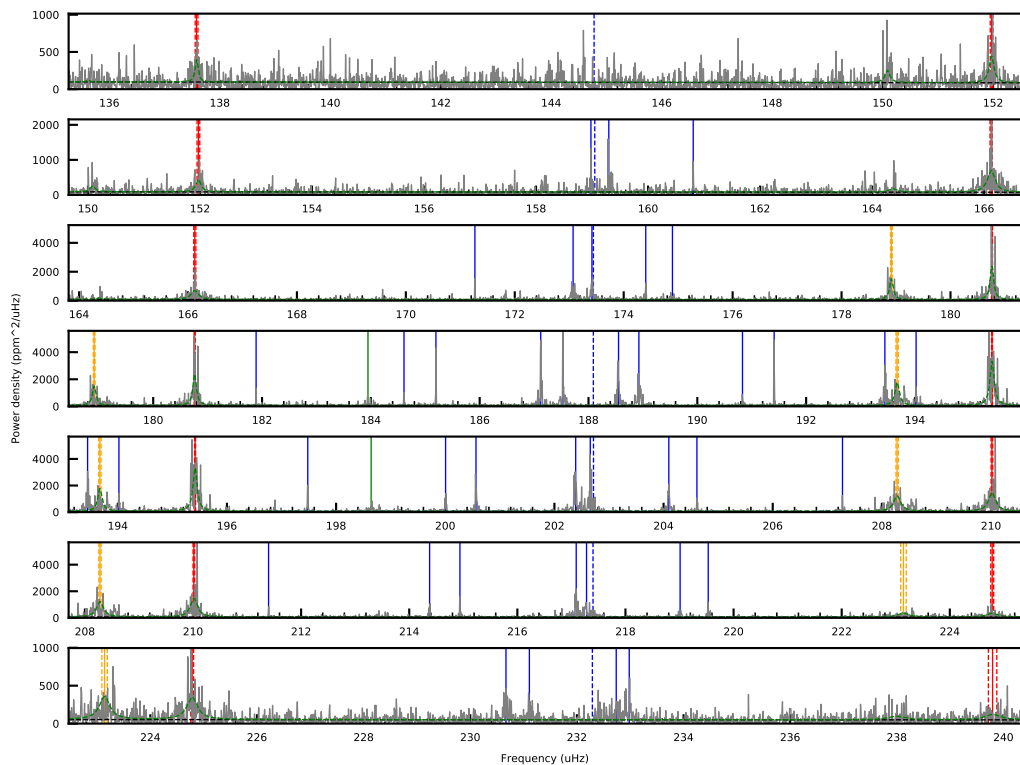 1000
500
0
136 138 140 142 144 146 148 150 152
2000
1000
0
150 152 154 156 158 160 162 164 166
4000
2000
0
164 166 168 170 172 174 176 178 180
4000
2000
0
180 182 184 186 188 190 192 194
4000
2000
0
194 196 198 200 202 204 206 208 210
4000
2000
0
208 210 212 214 216 218 220 222 224
1000
500
0
224 226 228 230 232 234 236 238 240
Power density (ppm^2/uHz)
Frequency (uHz)